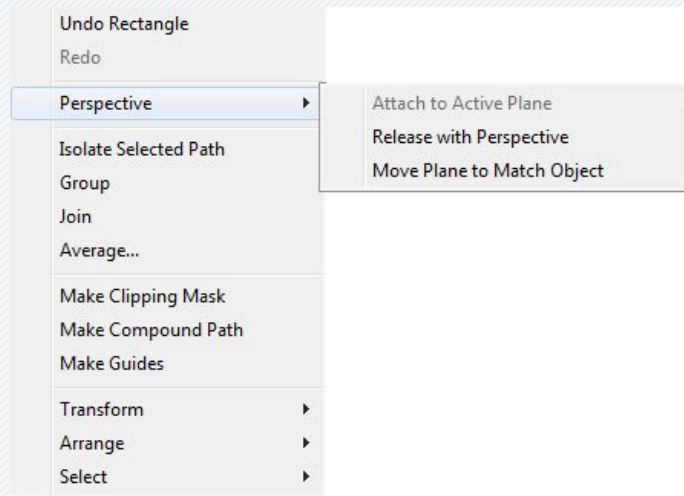 Undo Rectangle
Redo
Perspective
Attach to Active Plane
Release with Perspective
Move Plane to Match Object
Isolate Selected Path
Group
Join
Average...
Make Clipping Mask
Make Compound Path
Make Guides
Transform
Arrange
Select